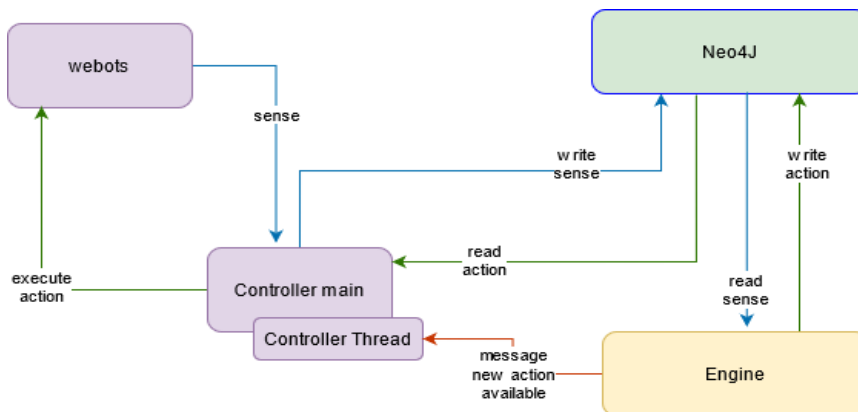 webots
Neo4J
sense
write
sense
write
action
read
action
execute
action
Controller main
read
sense
Controller Thread
message
new action
available
Engine